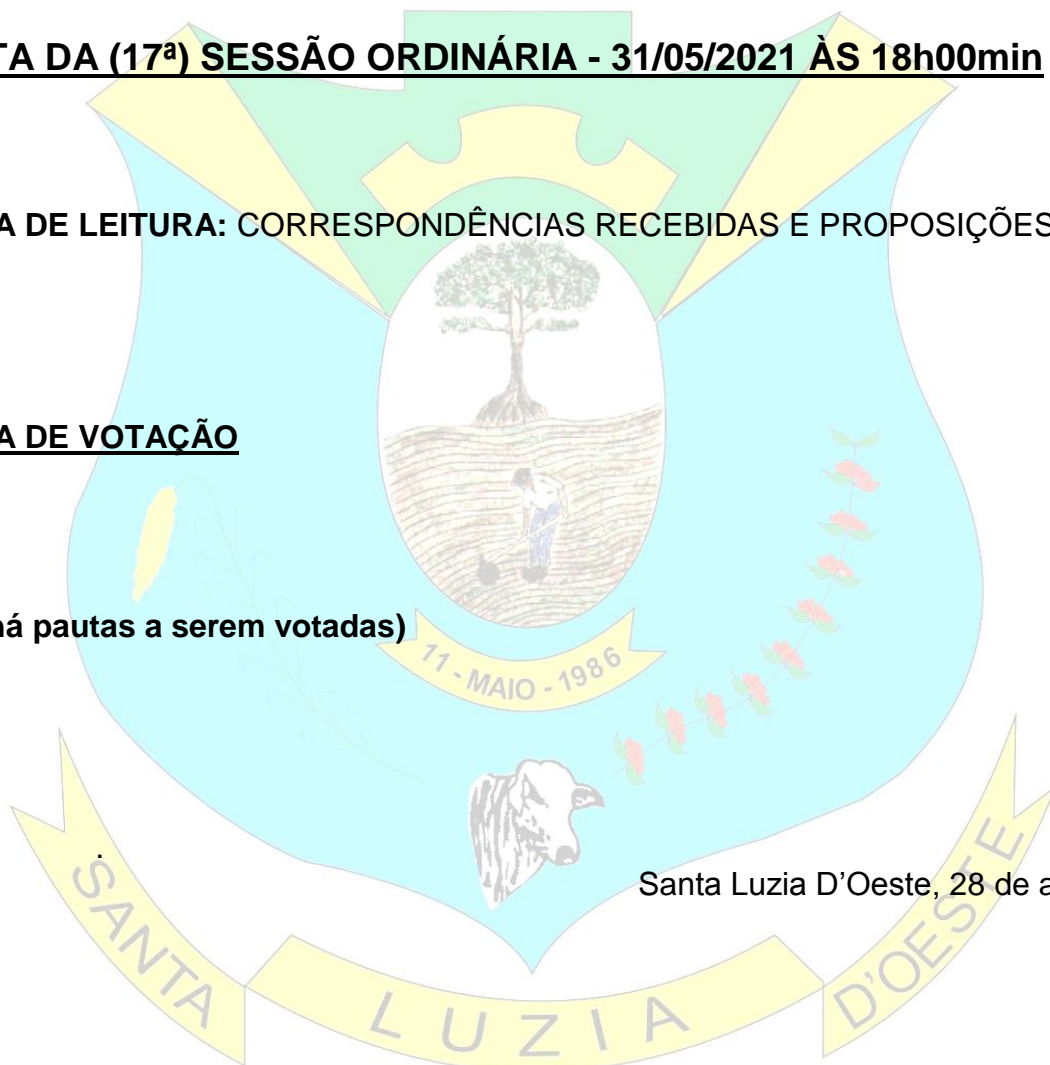 TA DA (17ª) SESSÃO ORDINÁRIA - 31/05/2021 ÀS 18h00min
A DE LEITURA: CORRESPONDÊNCIAS RECEBIDAS E PROPOSIÇÕES
A DE VOTAÇÃO
há pautas a serem votadas)
11 - MAIO - 1986
.
Santa Luzia D’Oeste, 28 de a
SANTA LUZIA D'OESTE